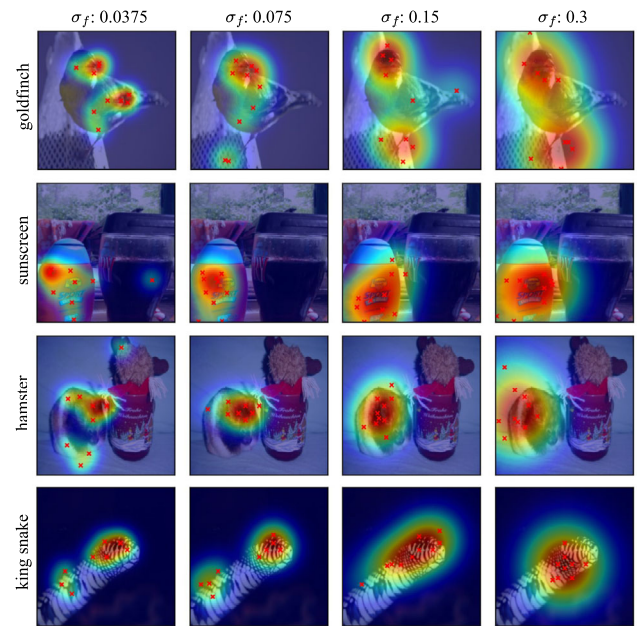 σ_f: 0.0375 σ_f: 0.075 σ_f: 0.15 σ_f: 0.3
goldfinch
sunscreen
hamster
king snake